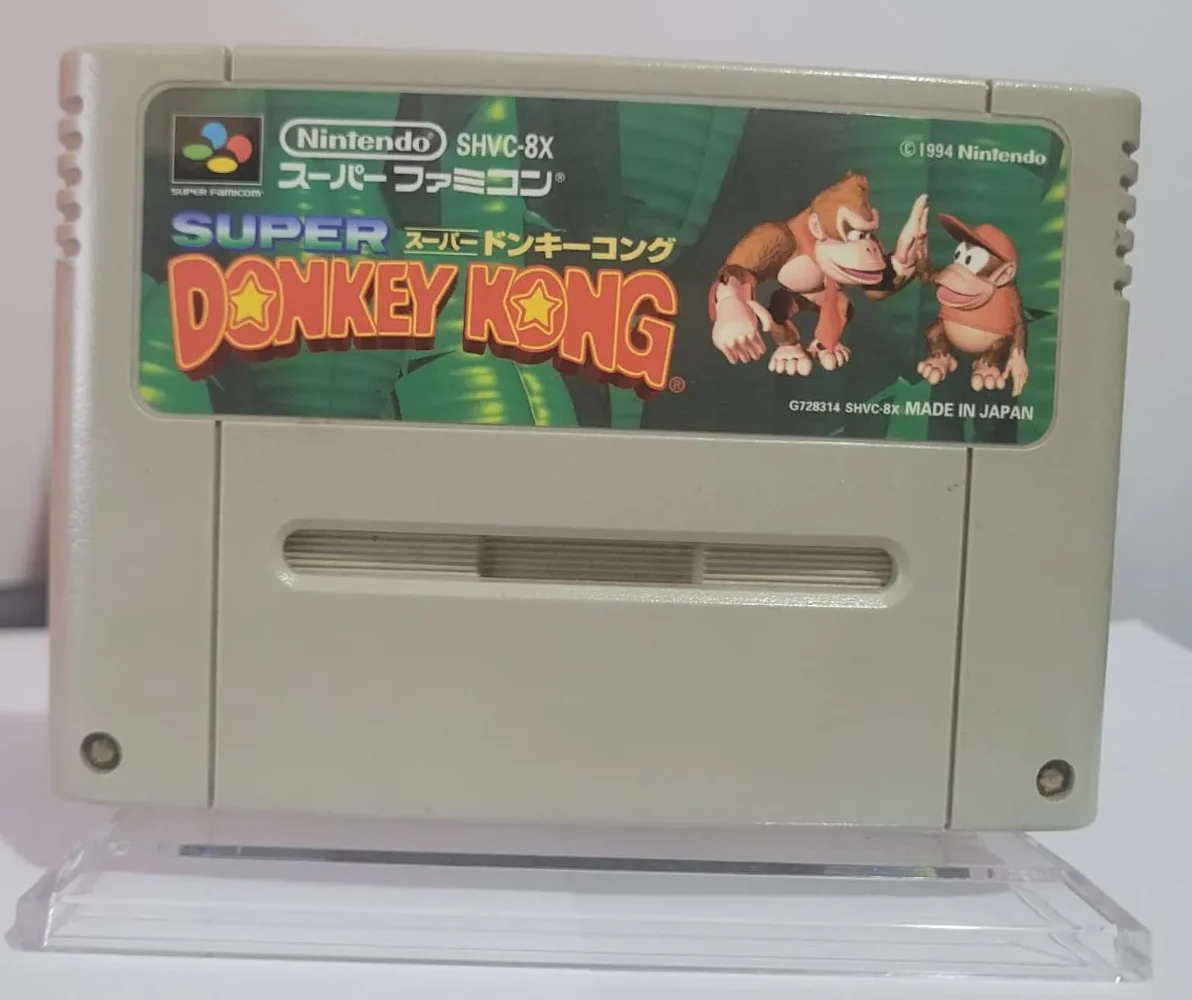 SUPER FAMICOM
Nintendo® SHVC-8X
スーパーファミコン®
©1994 Nintendo
SUPER スーパードンキーコング
DONKEY KONG®
G728314 SHVC-8X MADE IN JAPAN